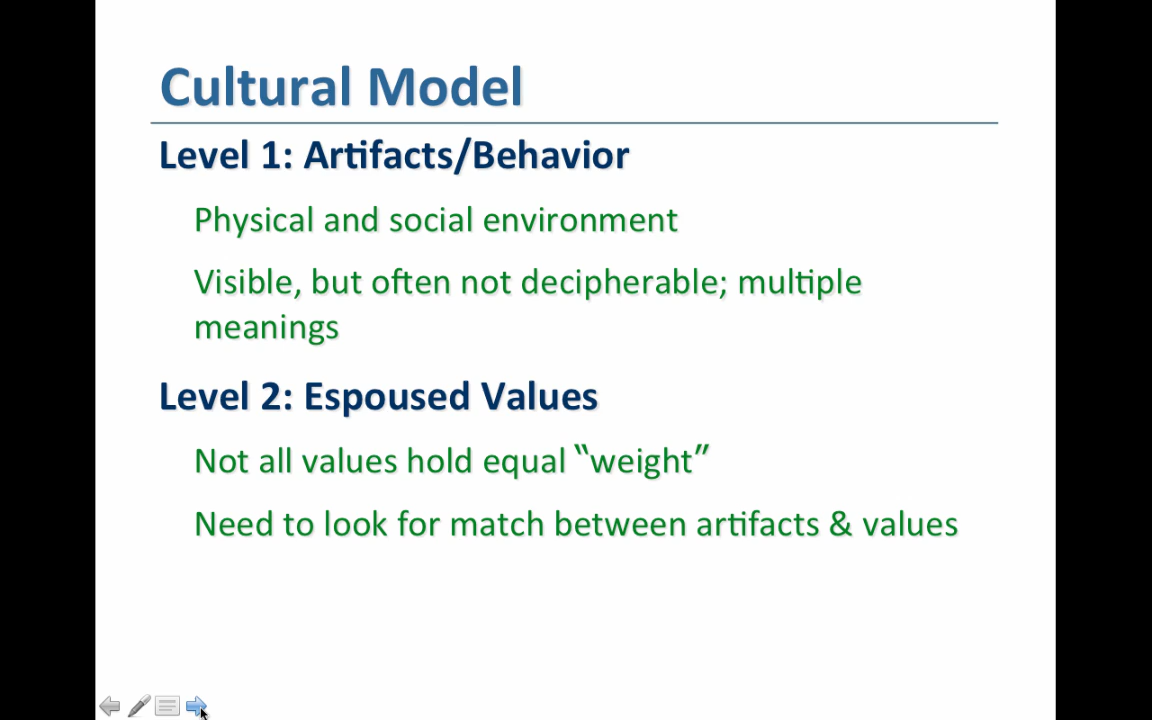 Cultural Model
Level 1: Artifacts/Behavior
Physical and social environment
Visible, but often not decipherable; multiple
meanings
Level 2: Espoused Values
Not all values hold equal “weight”
Need to look for match between artifacts & values